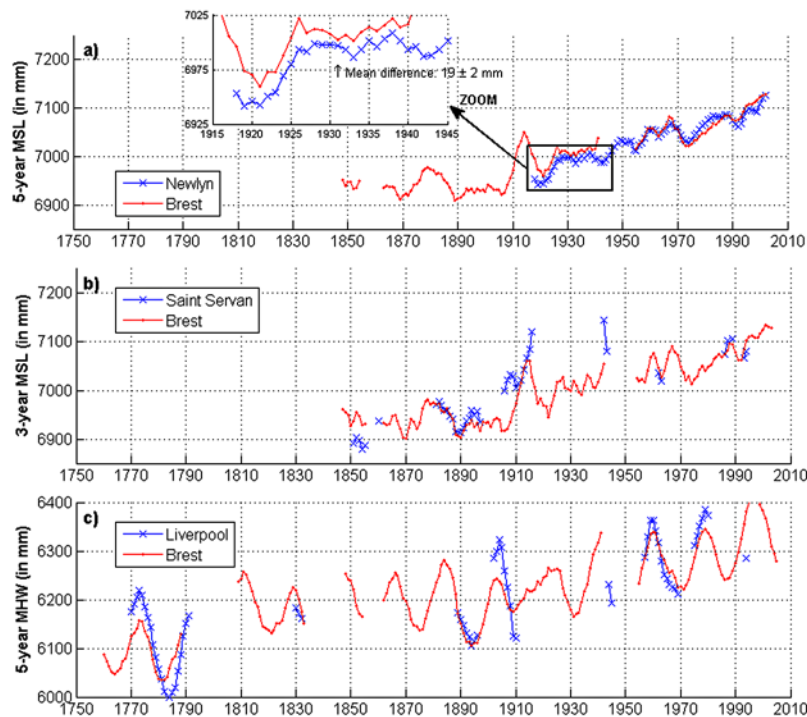 7025
6975
6925
1915 1920 1925 1930 1935 1940 1945
Mean difference: 19 ± 2 mm
ZOOM
a)
5-year MSL (in mm)
7200
7100
7000
6900
Newlyn
Brest
1750 1770 1790 1810 1830 1850 1870 1890 1910 1930 1950 1970 1990 2010
b)
3-year MSL (in mm)
7200
7100
7000
6900
Saint Servan
Brest
1750 1770 1790 1810 1830 1850 1870 1890 1910 1930 1950 1970 1990 2010
c)
5-year MHW (in mm)
6400
6300
6200
6100
6000
Liverpool
Brest
1750 1770 1790 1810 1830 1850 1870 1890 1910 1930 1950 1970 1990 2010